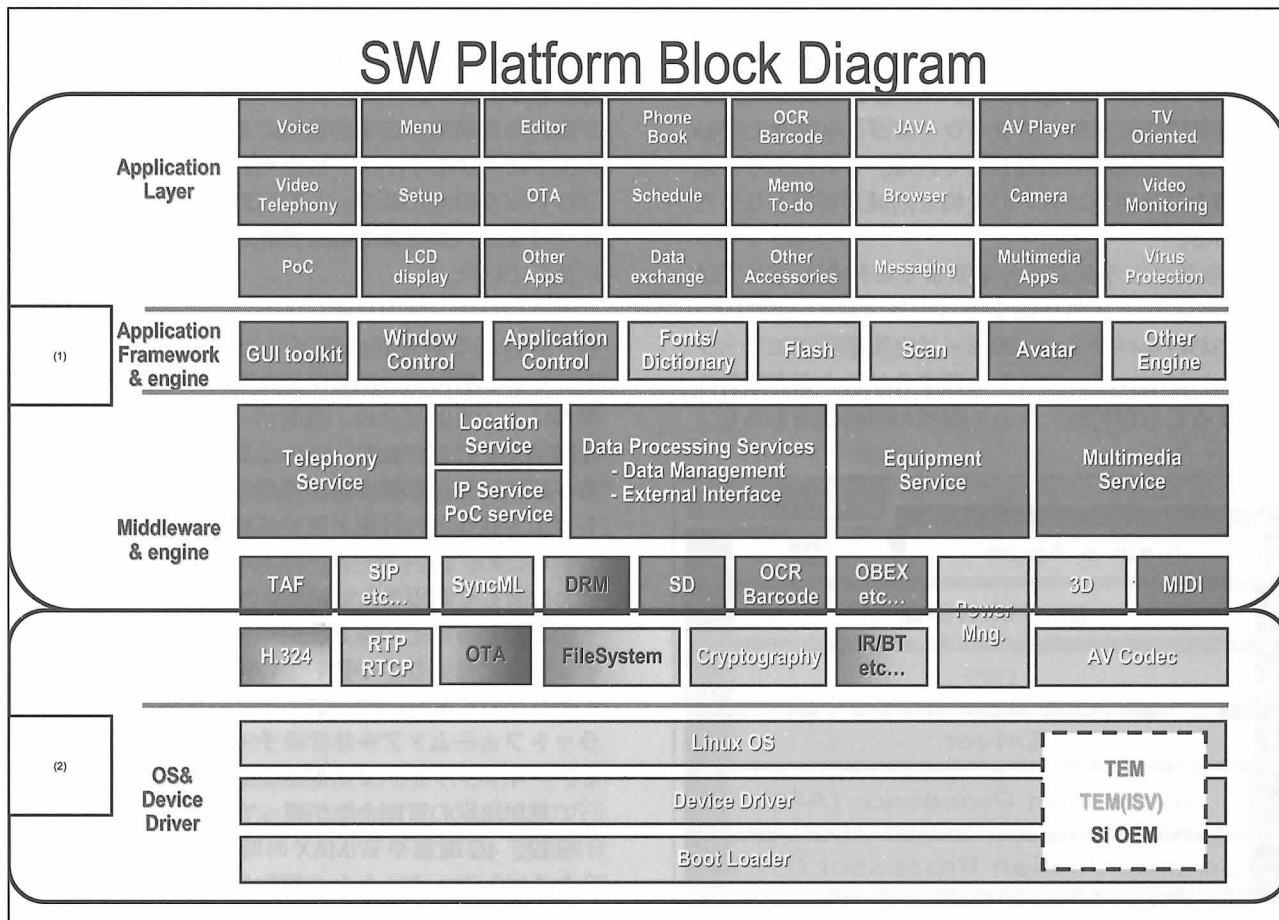 SW Platform Block Diagram
Application
Layer
Voice
Menu
Editor
Phone
Book
OCR
Barcode
JAVA
AV Player
TV
Oriented
Video
Telephony
Setup
OTA
Schedule
Memo
To-do
Browser
Camera
Video
Monitoring
PoC
LCD
display
Other
Apps
Data
exchange
Other
Accessories
Messaging
Multimedia
Apps
Virus
Protection
(1)
Application
Framework
& engine
GUI toolkit
Window
Control
Application
Control
Fonts/
Dictionary
Flash
Scan
Avatar
Other
Engine
Middleware
& engine
Telephony
Service
Location
Service
IP Service
PoC service
Data Processing Services
- Data Management
- External Interface
Equipment
Service
Multimedia
Service
TAF
SIP
etc...
SyncML
DRM
SD
OCR
Barcode
OBEX
etc...
Power
Mng.
3D
MIDI
H.324
RTP
RTCP
OTA
FileSystem
Cryptography
IR/BT
etc...
AV Codec
(2)
OS&
Device
Driver
Linux OS
Device Driver
Boot Loader
TEM
TEM(ISV)
Si OEM